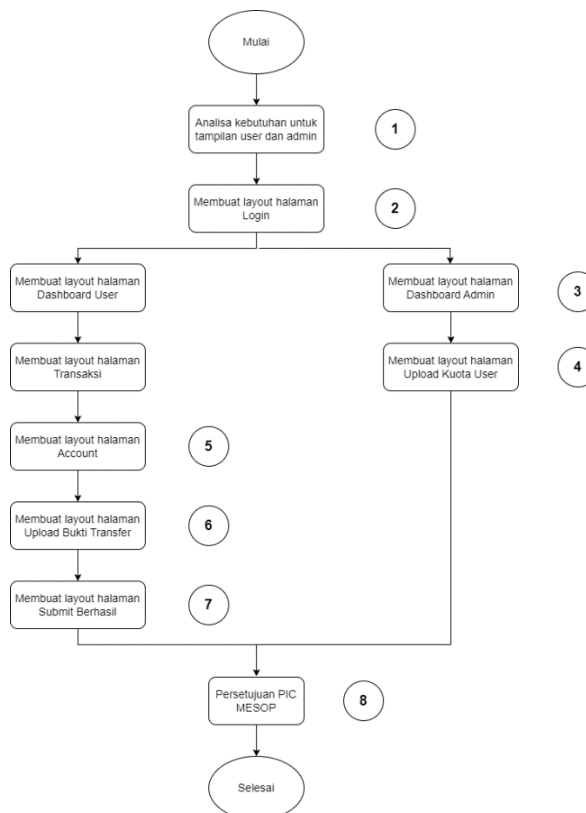 Mulai
Analisa kebutuhan untuk
tampilan user dan admin
1
Membuat layout halaman
Login
2
Membuat layout halaman
Dashboard User
Membuat layout halaman
Dashboard Admin
3
Membuat layout halaman
Transaksi
Membuat layout halaman
Upload Kuota User
4
Membuat layout halaman
Account
5
Membuat layout halaman
Upload Bukti Transfer
6
Membuat layout halaman
Submit Berhasil
7
Persetujuan PIC
MESOP
8
Selesai